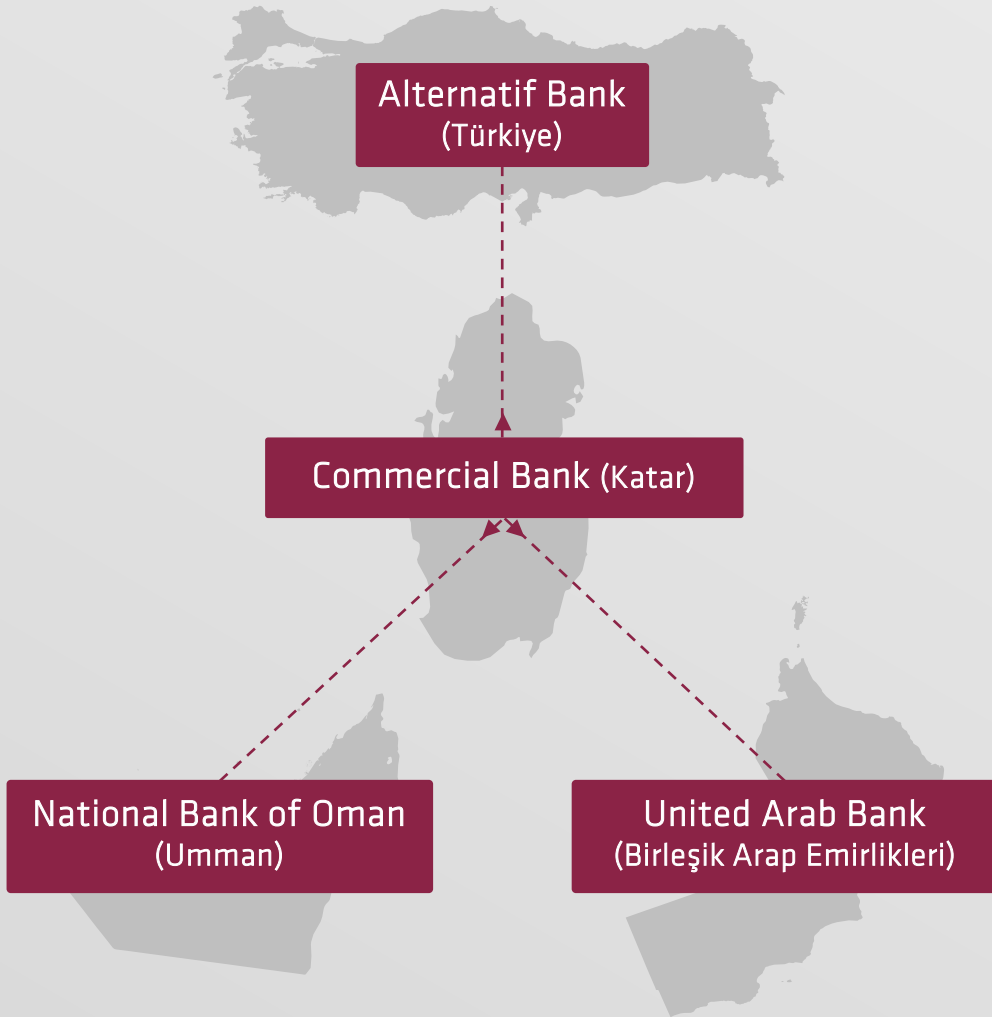 Alternatif Bank
(Türkiye)
Commercial Bank (Katar)
National Bank of Oman
(Umman)
United Arab Bank
(Birleşik Arap Emirlikleri)